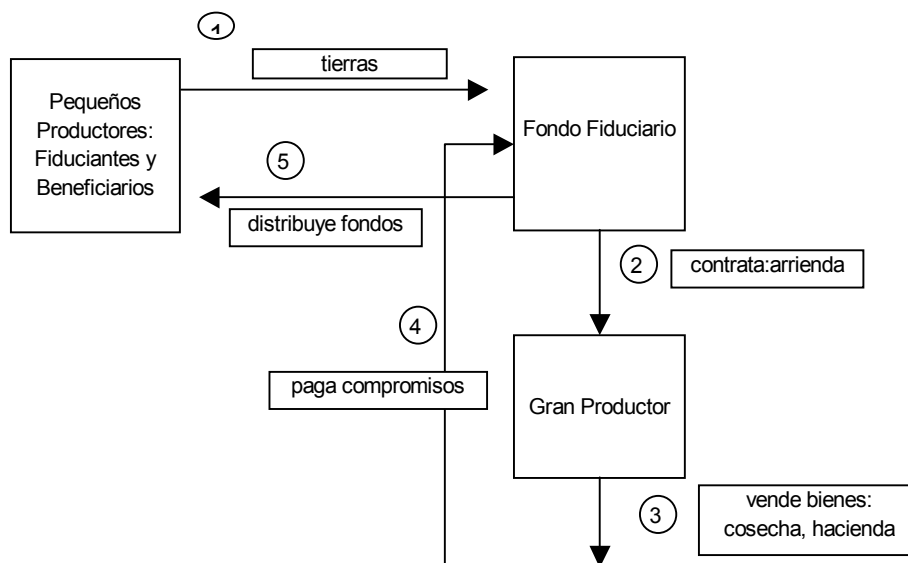 1
tierras
Pequeños
Productores:
Fiduciantes y
Beneficiarios
Fondo Fiduciario
5
distribuye fondos
2
contrata:arrienda
4
paga compromisos
Gran Productor
3
vende bienes:
cosecha, hacienda